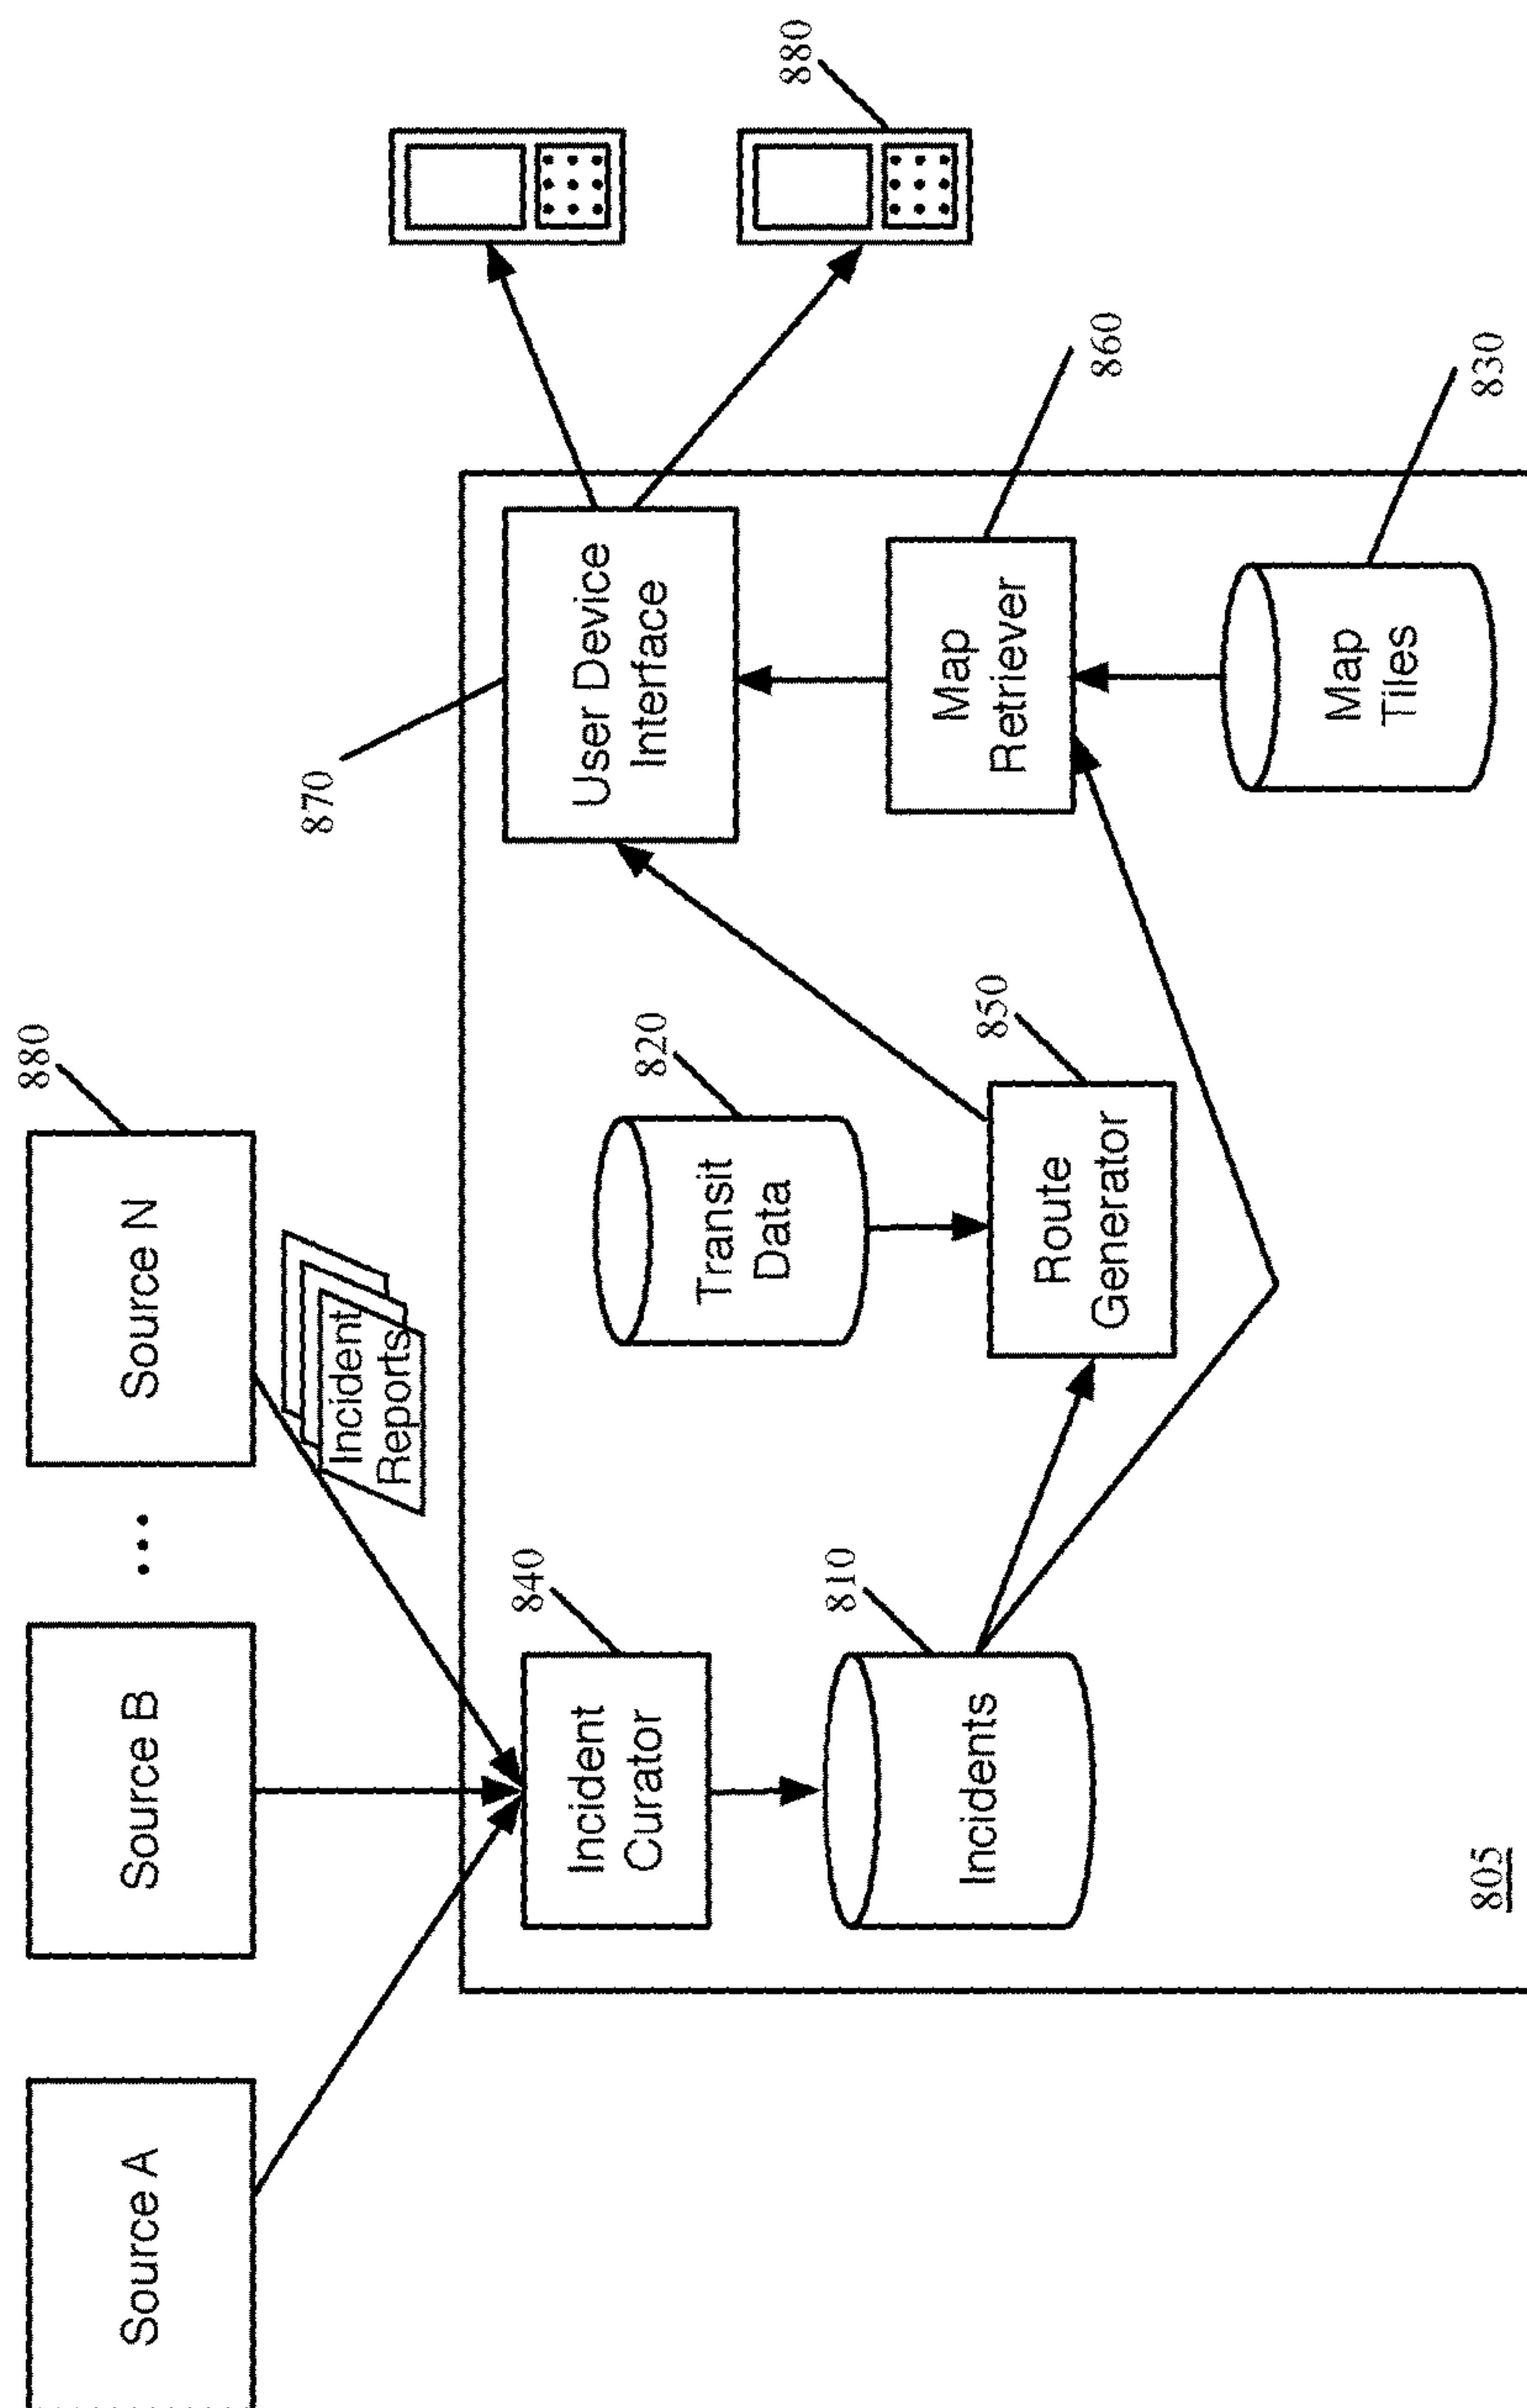 Source A
Source B
...
Source N
880
Incident
Reports
870
880
User Device
Interface
840
Incident
Curator
820
Transit
Data
810
Incidents
850
Route
Generator
860
Map
Retriever
830
Map
Tiles
805